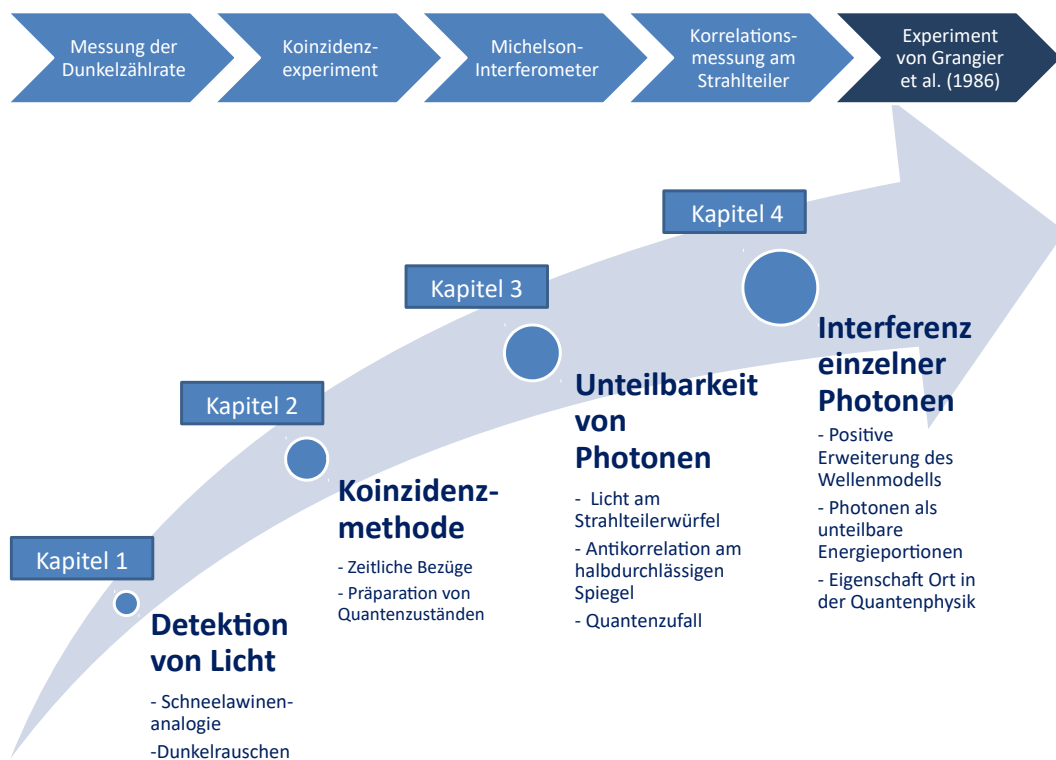 Messung der
Dunkelzählrate
Koinzidenz-
experiment
Michelson-
Interferometer
Korrelations-
messung am
Strahlteiler
Experiment
von Grangier
et al. (1986)
Kapitel 1
Detektion
von Licht
- Schneelawinen-
analogie
-Dunkelrauschen
Kapitel 2
Koinzidenz-
methode
- Zeitliche Bezüge
- Präparation von
Quantenzuständen
Kapitel 3
Unteilbarkeit
von
Photonen
- Licht am
Strahlteilerwürfel
- Antikorrelation am
halbdurchlässigen
Spiegel
- Quantenzufall
Kapitel 4
Interferenz
einzelner
Photonen
- Positive
Erweiterung des
Wellenmodells
- Photonen als
unteilbare
Energieportionen
- Eigenschaft Ort in
der Quantenphysik